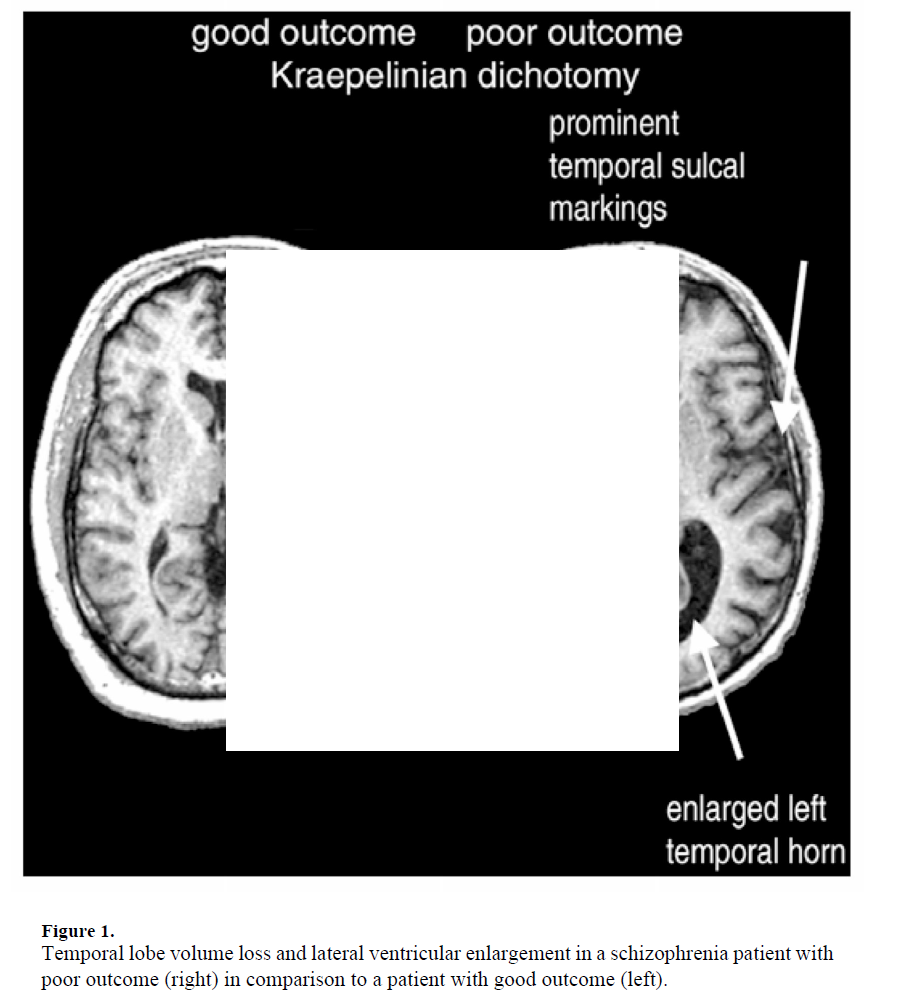 good outcome poor outcome
Kraepelinian dichotomy
prominent
temporal sulcal
markings
enlarged left
temporal horn
Figure 1.
Temporal lobe volume loss and lateral ventricular enlargement in a schizophrenia patient with
poor outcome (right) in comparison to a patient with good outcome (left).